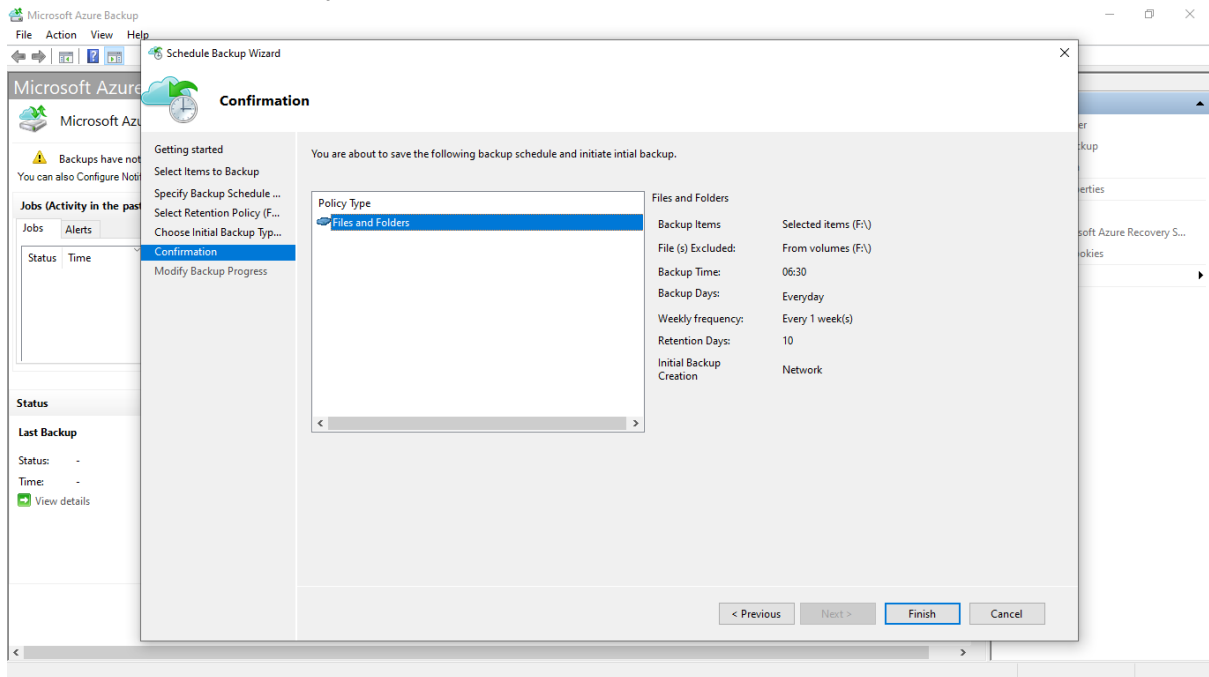 Microsoft Azure Backup
File Action View Help
Microsoft Azure
Microsoft Azu
Backups have not
You can also Configure Noti
Jobs (Activity in the past
Jobs Alerts
Status Time
Status
Last Backup
Status: -
Time: -
View details
Schedule Backup Wizard
Confirmation
Getting started
Select Items to Backup
Specify Backup Schedule ...
Select Retention Policy (F...
Choose Initial Backup Typ...
Confirmation
Modify Backup Progress
You are about to save the following backup schedule and initiate intial backup.
Policy Type
Files and Folders
Files and Folders
Backup Items Selected items (F:\)
File (s) Excluded: From volumes (F:\)
Backup Time: 06:30
Backup Days: Everyday
Weekly frequency: Every 1 week(s)
Retention Days: 10
Initial Backup
Creation Network
< Previous Next > Finish Cancel
er
kup
erties
soft Azure Recovery S...
okies